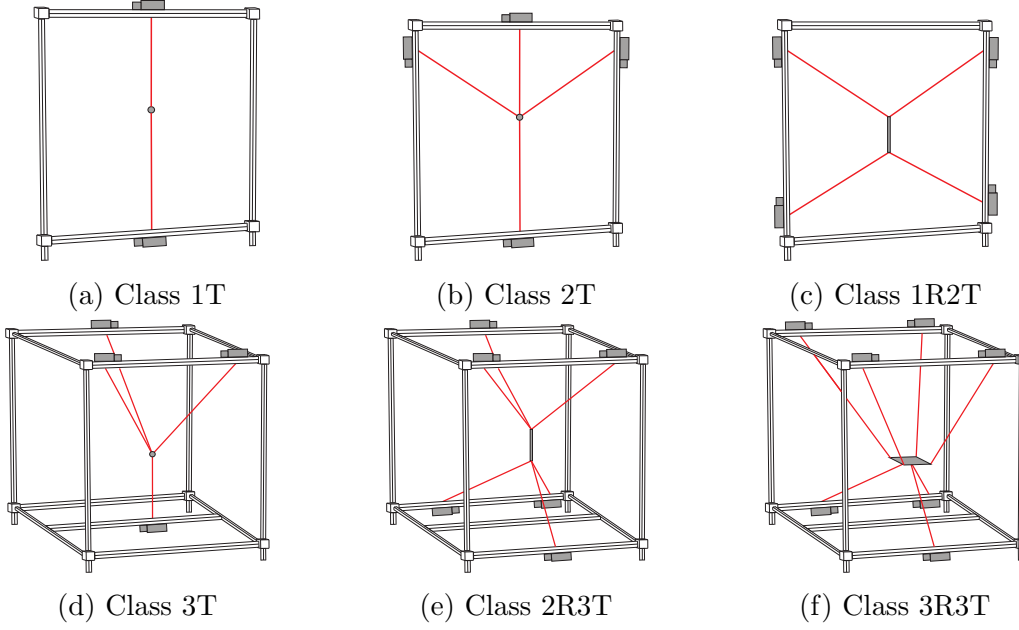 (a) Class 1T
(b) Class 2T
(c) Class 1R2T
(d) Class 3T
(e) Class 2R3T
(f) Class 3R3T